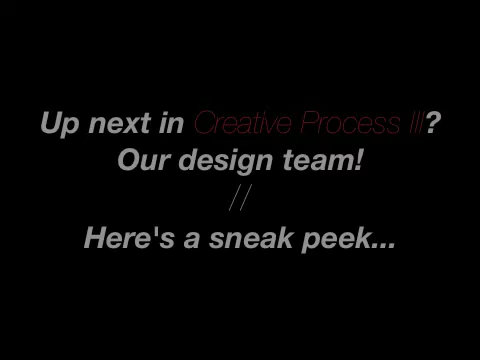 Up next in Creative Process III?
Our design team!
//
Here's a sneak peek...